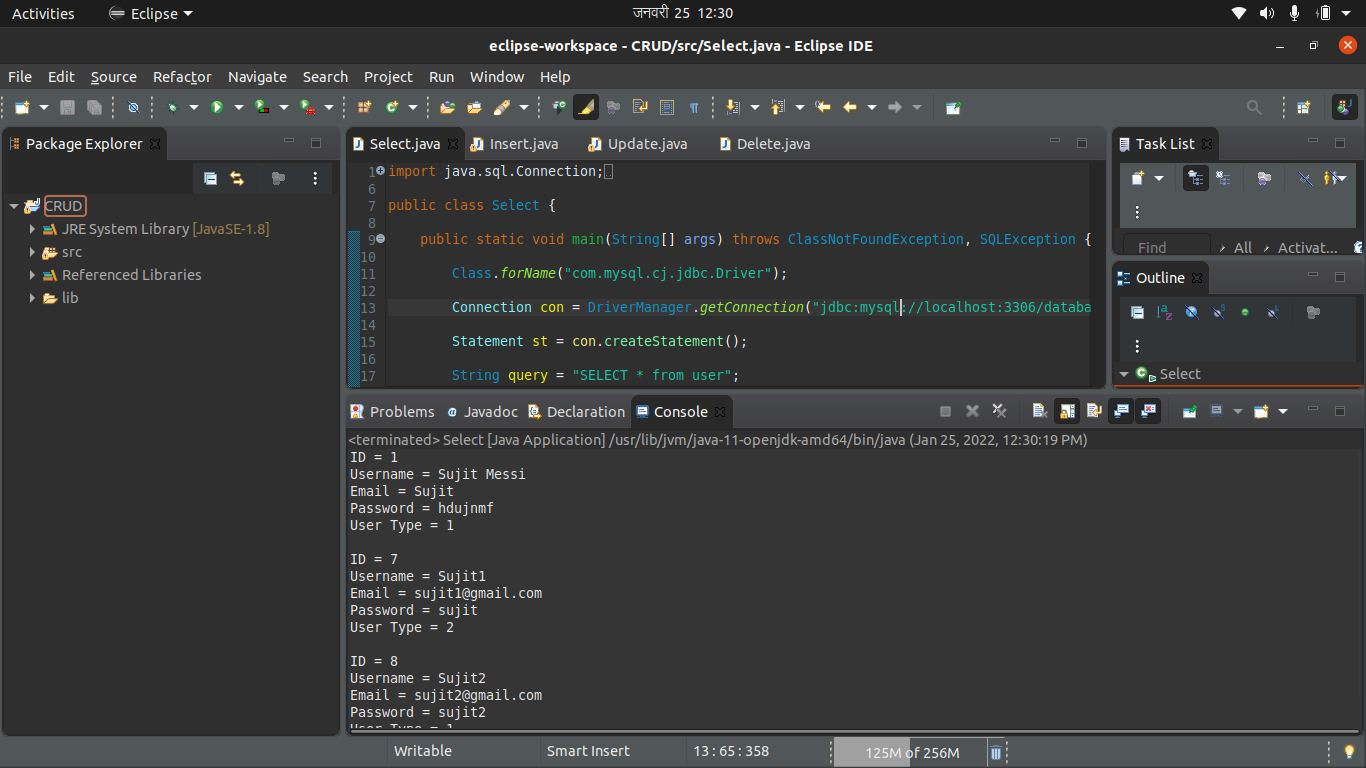 Activities Eclipse जनवरी 25 12:30
eclipse-workspace - CRUD/src/Select.java - Eclipse IDE
File Edit Source Refactor Navigate Search Project Run Window Help
Package Explorer
CRUD
JRE System Library [JavaSE-1.8]
src
Referenced Libraries
lib
Select.java Insert.java Update.java Delete.java
1 import java.sql.Connection;
6
7 public class Select {
8
9 public static void main(String[] args) throws ClassNotFoundException, SQLException {
10
11 Class.forName("com.mysql.cj.jdbc.Driver");
12
13 Connection con = DriverManager.getConnection("jdbc:mysql://localhost:3306/databa
14
15 Statement st = con.createStatement();
16
17 String query = "SELECT * from user";
Task List
Find All Activat...
Outline
Select
Problems Javadoc Declaration Console
<terminated> Select [Java Application] /usr/lib/jvm/java-11-openjdk-amd64/bin/java (Jan 25, 2022, 12:30:19 PM)
ID = 1
Username = Sujit Messi
Email = Sujit
Password = hdujnmf
User Type = 1
ID = 7
Username = Sujit1
Email = sujit1@gmail.com
Password = sujit
User Type = 2
ID = 8
Username = Sujit2
Email = sujit2@gmail.com
Password = sujit2
User Type = 1
Writable Smart Insert 13 : 65 : 358 125M of 256M